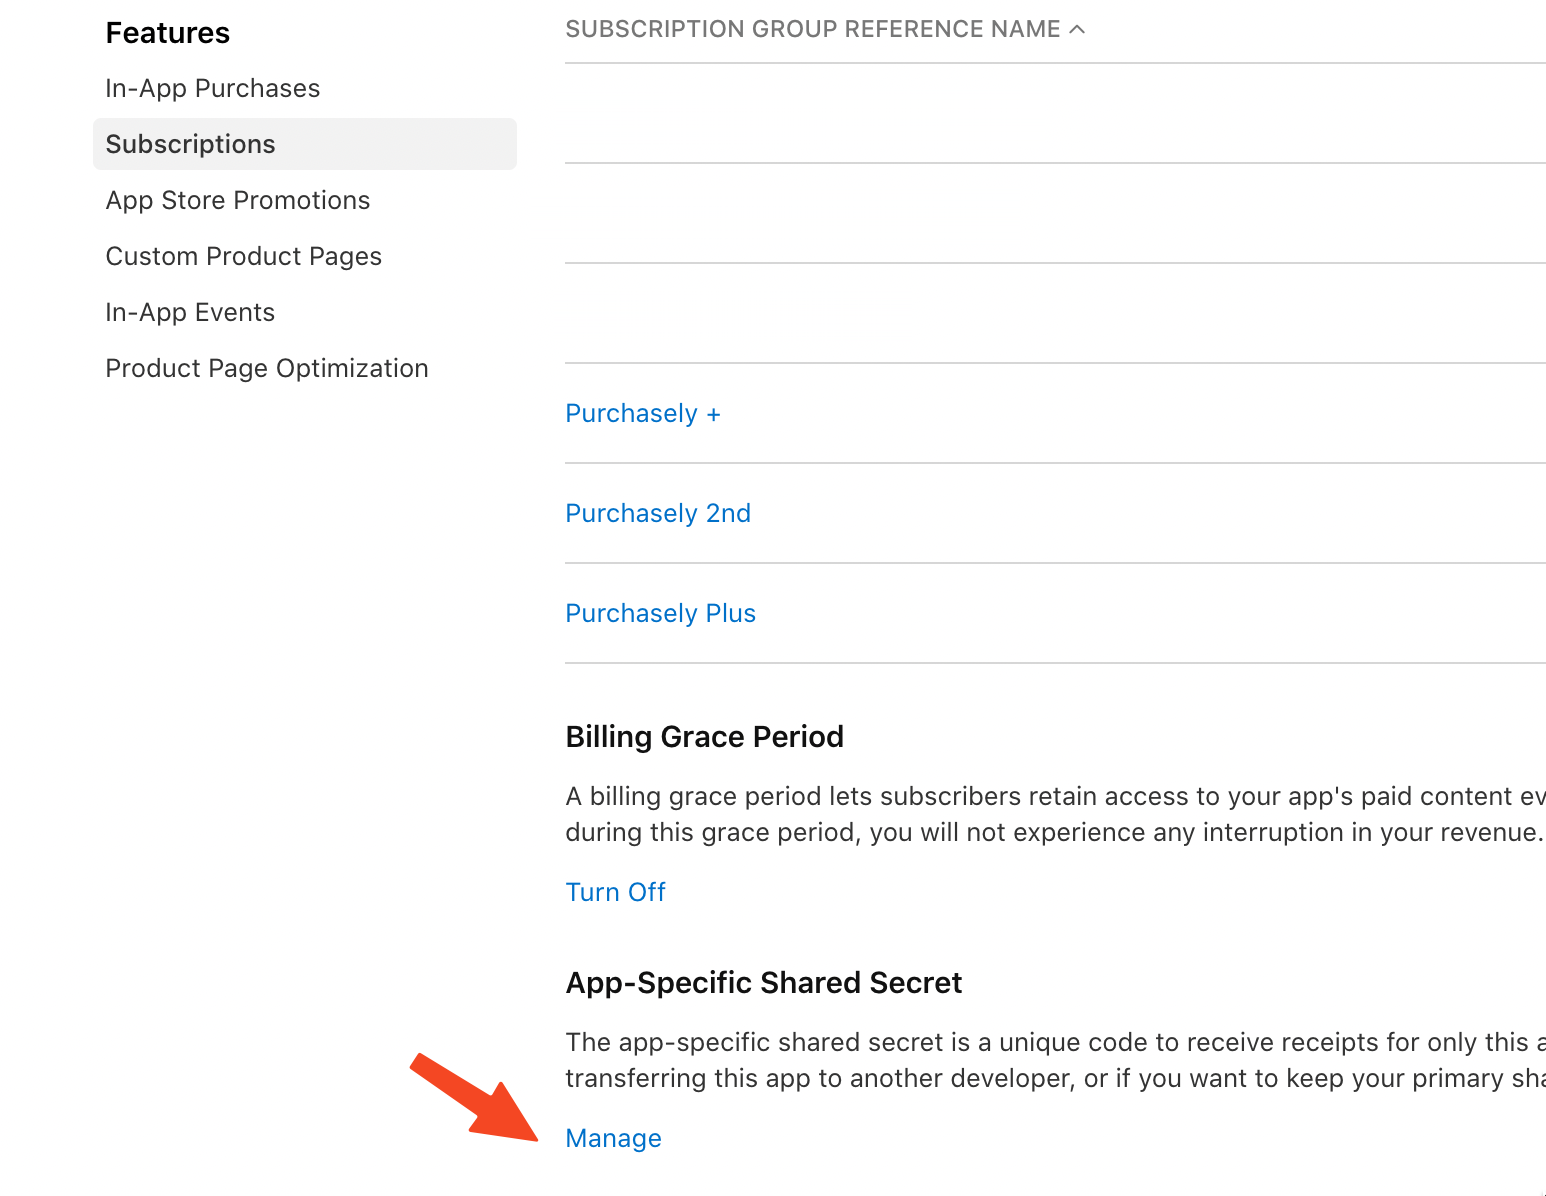 Features
In-App Purchases
Subscriptions
App Store Promotions
Custom Product Pages
In-App Events
Product Page Optimization
SUBSCRIPTION GROUP REFERENCE NAME
Purchasely +
Purchasely 2nd
Purchasely Plus
Billing Grace Period
A billing grace period lets subscribers retain access to your app's paid content ev
during this grace period, you will not experience any interruption in your revenue.
Turn Off
App-Specific Shared Secret
The app-specific shared secret is a unique code to receive receipts for only this a
transferring this app to another developer, or if you want to keep your primary sha
Manage